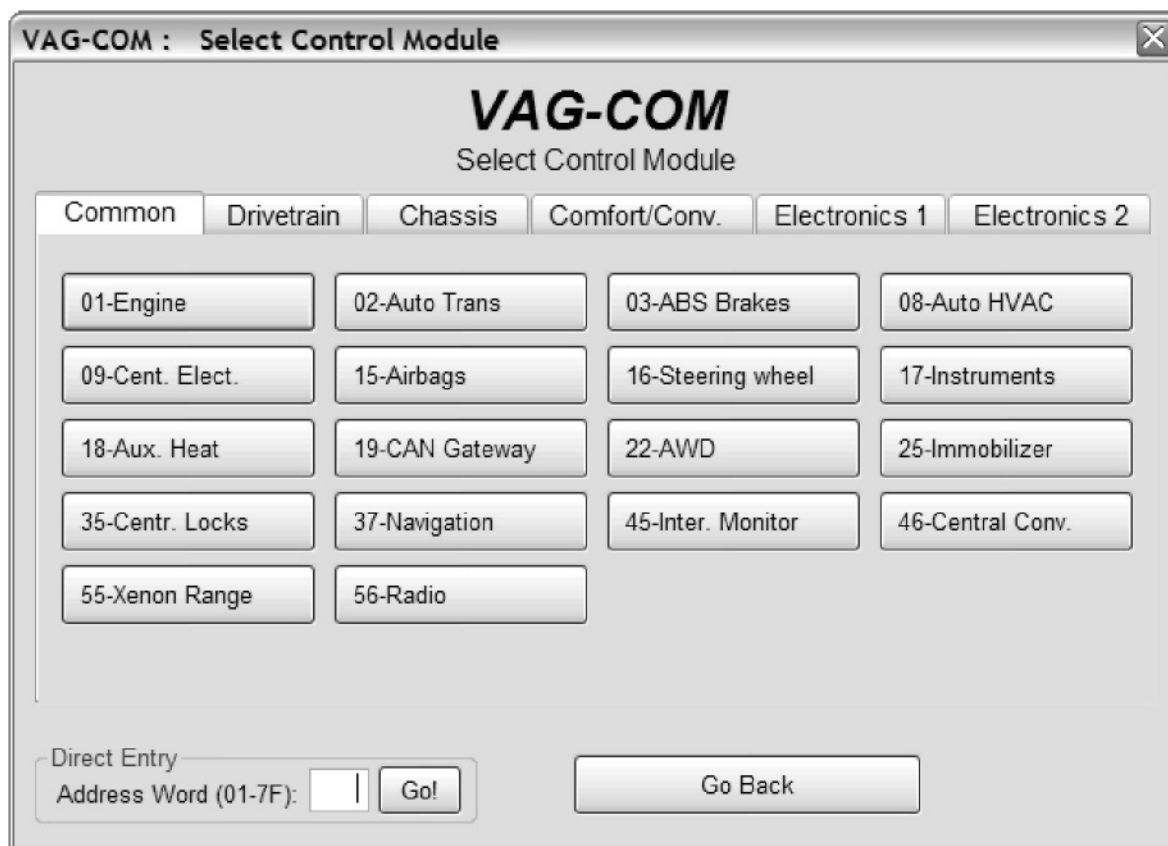 VAG-COM :   Select Control Module
VAG-COM
Select Control Module
Common Drivetrain Chassis Comfort/Conv. Electronics 1 Electronics 2
01-Engine 02-Auto Trans 03-ABS Brakes 08-Auto HVAC
09-Cent. Elect. 15-Airbags 16-Steering wheel 17-Instruments
18-Aux. Heat 19-CAN Gateway 22-AWD 25-Immobilizer
35-Centr. Locks 37-Navigation 45-Inter. Monitor 46-Central Conv.
55-Xenon Range 56-Radio
Direct Entry
Address Word (01-7F): Go! Go Back